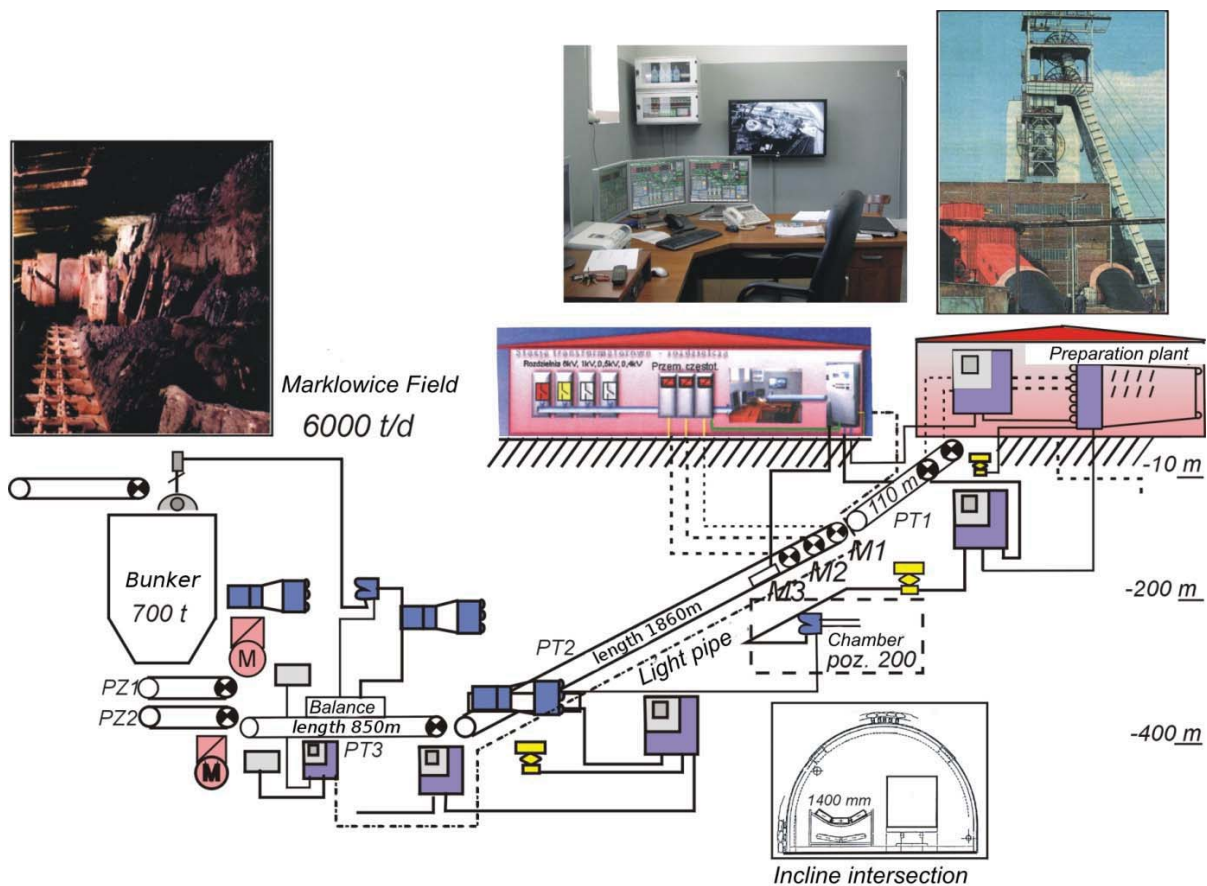 Marklowice Field
6000 t/d
Rozdzielnia 6kV, 1kV,0,5kV, 0,4kV
Przem. częstot.
Preparation plant
-10 m
110 m
PT1
Bunker
700 t
M1
M2
M3
-200 m
PT2
length 1860m
Light pipe
Chamber
poz. 200
M
PZ1
PZ2
Balance
length 850m
PT3
M
-400 m
1400 mm
Incline intersection